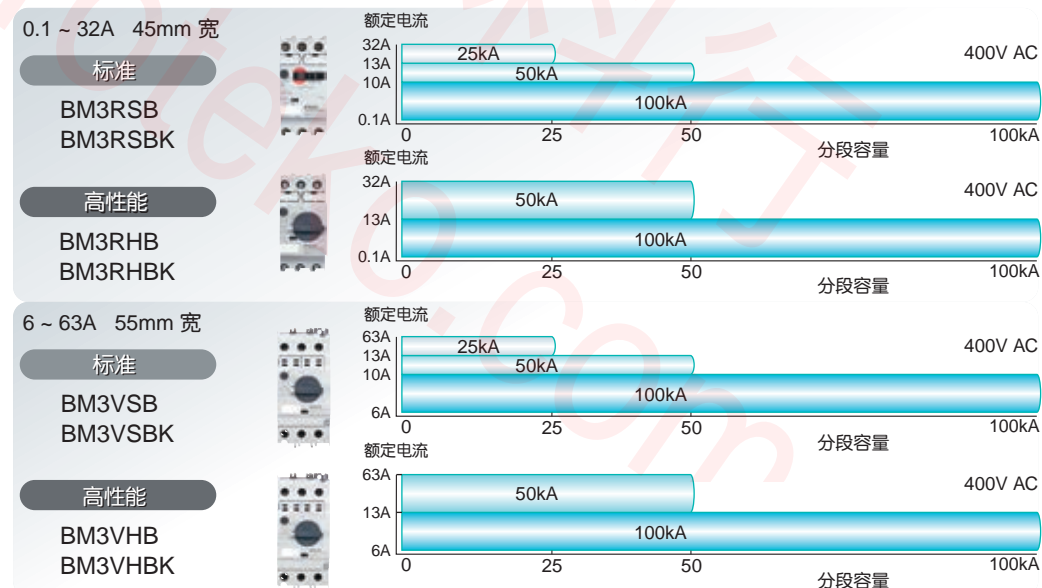 0.1 ~ 32A 45mm 宽
标准
BM3RSB
BM3RSBK
额定电流
32A
13A
10A
0.1A
25kA
50kA
100kA
400V AC
0 25 50 100kA
分段容量
高性能
BM3RHB
BM3RHBK
额定电流
32A
13A
0.1A
50kA
100kA
400V AC
0 25 50 100kA
分段容量
6 ~ 63A 55mm 宽
标准
BM3VSB
BM3VSBK
额定电流
63A
13A
10A
6A
25kA
50kA
100kA
400V AC
0 25 50 100kA
分段容量
高性能
BM3VHB
BM3VHBK
额定电流
63A
13A
6A
50kA
100kA
400V AC
0 25 50 100kA
分段容量